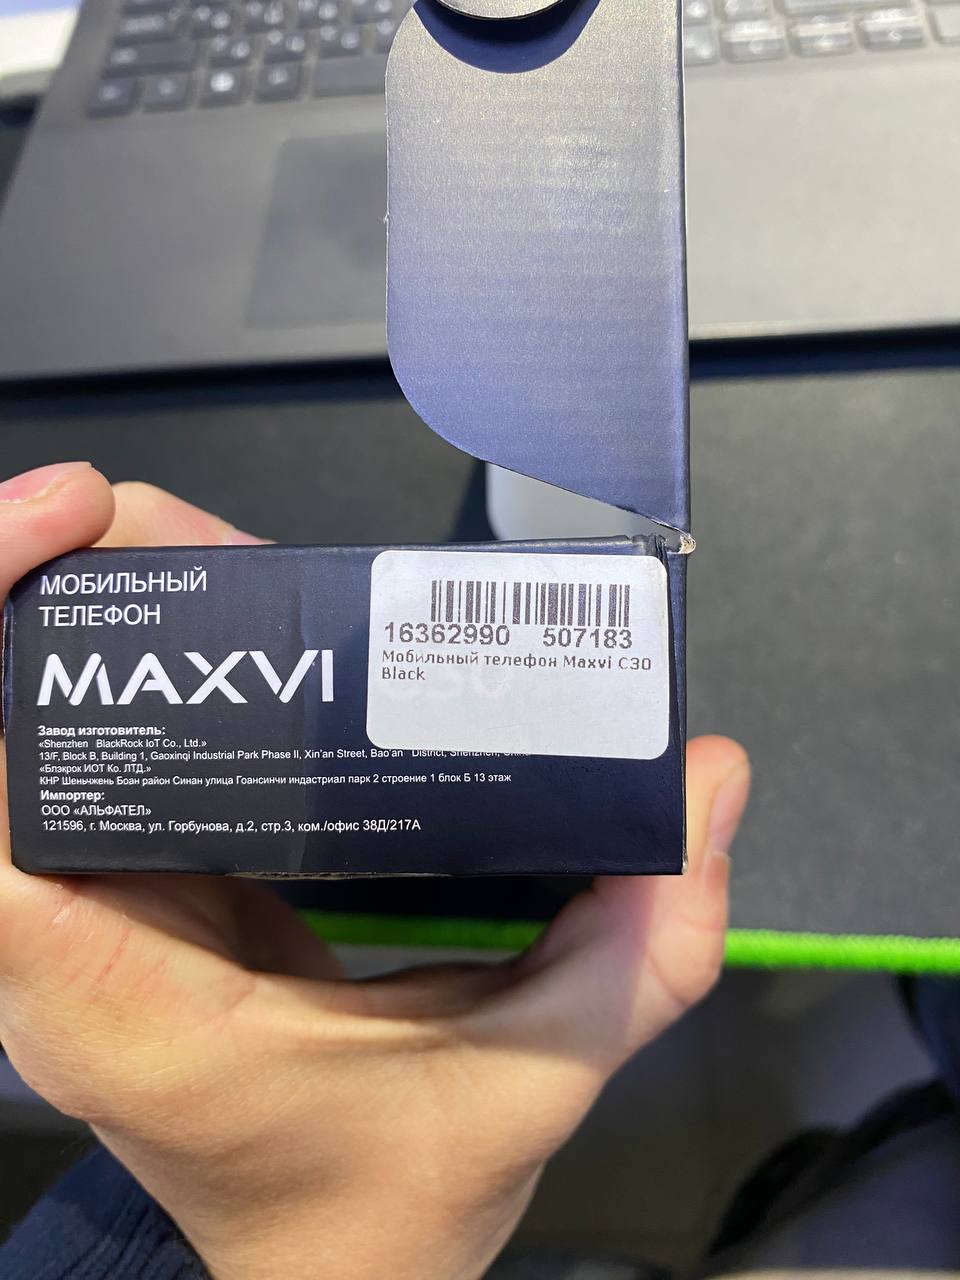 МОБИЛЬНЫЙ
ТЕЛЕФОН
MAXVI
16362990 507183
Мобильный телефон Maxvi C30
Black
Завод изготовитель:
«Shenzhen BlackRock IoT Co., Ltd.»
13/F, Block B, Building 1, Gaoxinqi Industrial Park Phase II, Xin'an Street, Bao'an District, Shenzhen,
«Блэкрок ИОТ Ко. ЛТД.»
КНР Шеньчжень Боан район Синан улица Гоансинчи индастриал парк 2 строение 1 блок Б 13 этаж
Импортер:
ООО «АЛЬФАТЕЛ»
121596, г. Москва, ул. Горбунова, д.2, стр.3, ком./офис 38Д/217А